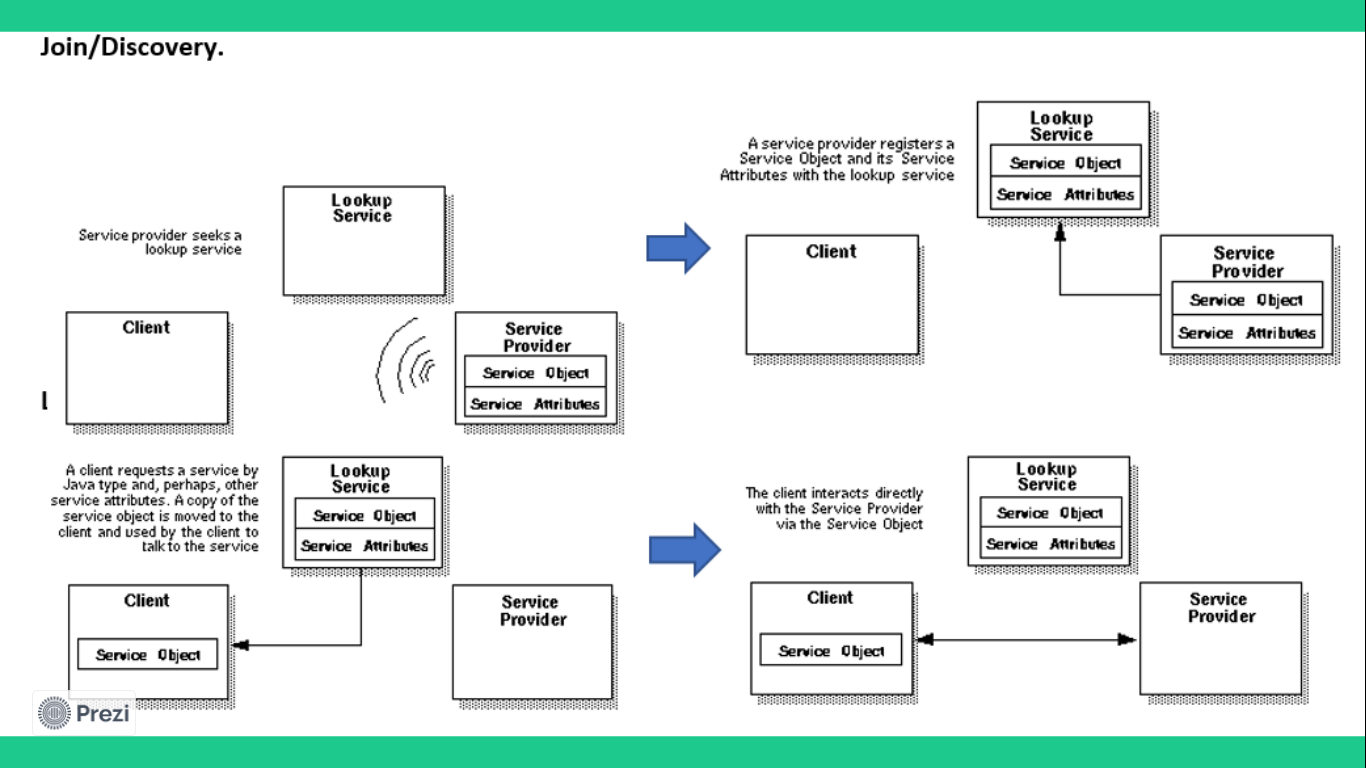 Join/Discovery.
Service provider seeks a
lookup service
Lookup
Service
Client
Service
Provider
Service Object
Service Attributes
A service provider registers a
Service Object and its Service
Attributes with the lookup service
Lookup
Service
Service Object
Service Attributes
Client
Service
Provider
Service Object
Service Attributes
l
A client requests a service by
Java type and, perhaps, other
service attributes. A copy of the
service object is moved to the
client and used by the client to
talk to the service
Lookup
Service
Service Object
Service Attributes
Client
Service Object
Service
Provider
The client interacts directly
with the Service Provider
via the Service Object
Lookup
Service
Service Object
Service Attributes
Client
Service Object
Service
Provider
Prezi